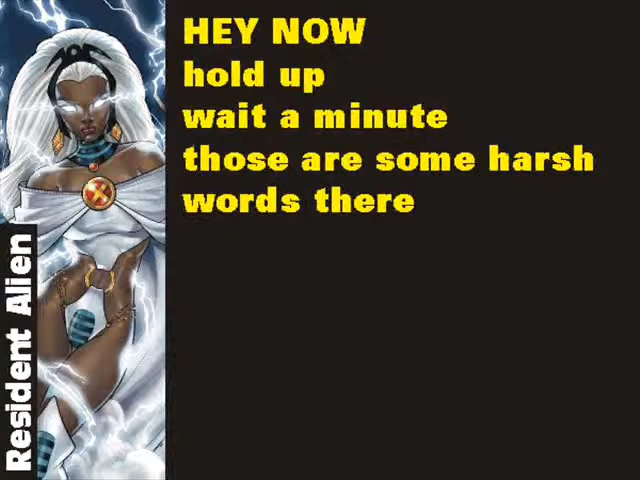 HEY NOW
hold up
wait a minute
those are some harsh
words there
Resident Alien